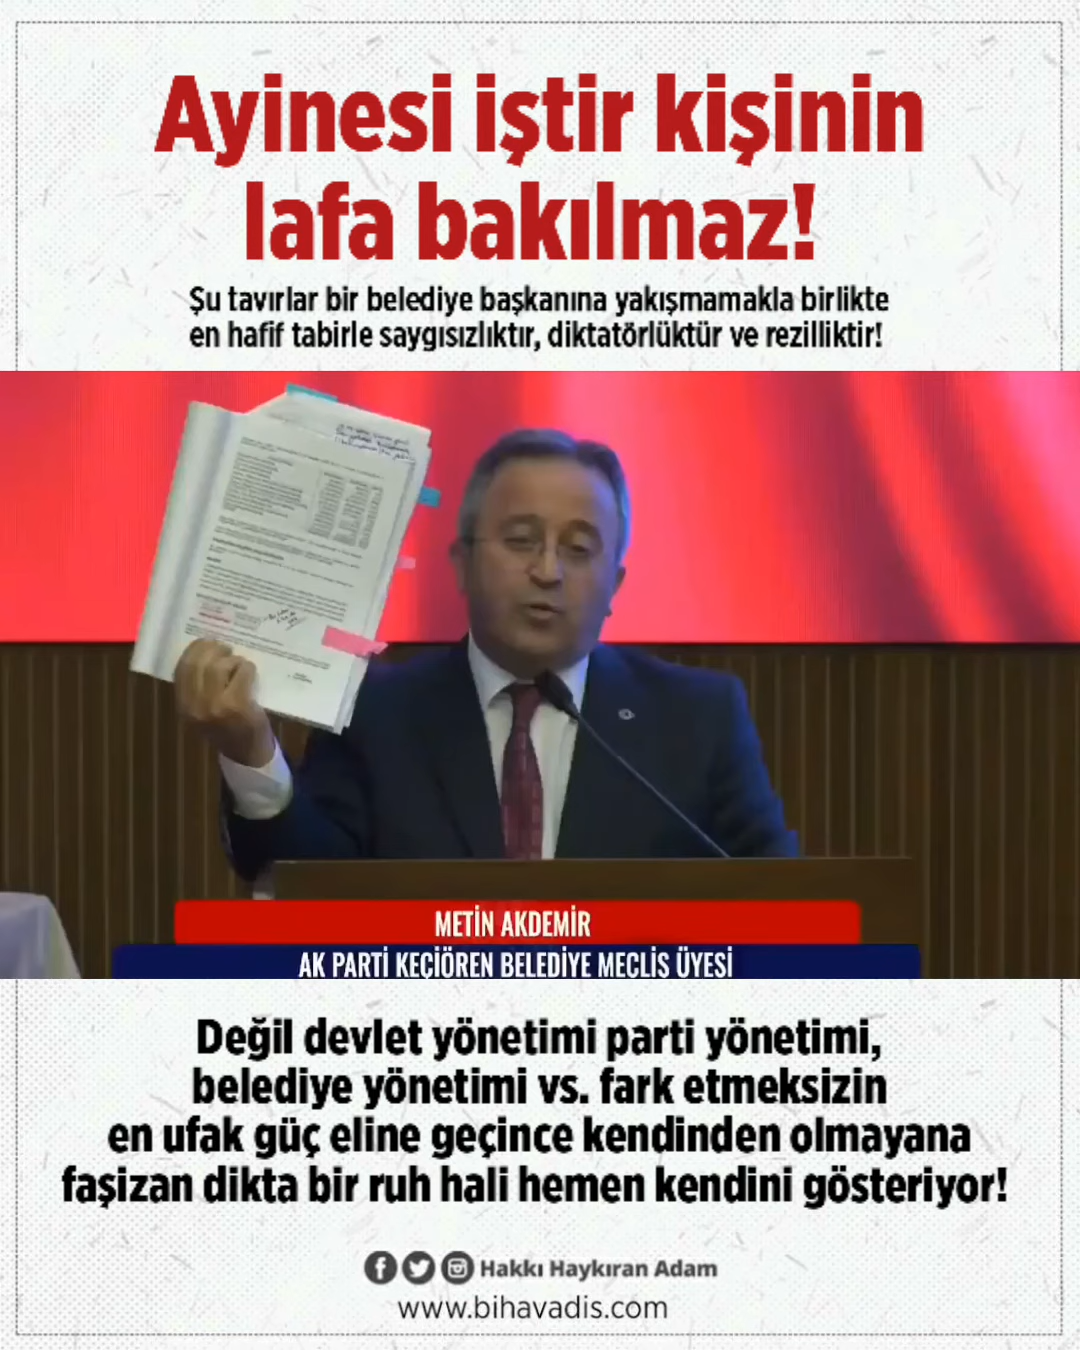 Ayinesi iştir kişinin
lafa bakılmaz!
Şu tavırlar bir belediye başkanına yakışmamakla birlikte
en hafif tabirle saygısızlıktır, diktatörlüktür ve rezilliktir!
METİN AKDEMİR
AK PARTİ KEÇİÖREN BELEDİYE MECLİS ÜYESİ
Değil devlet yönetimi parti yönetimi,
belediye yönetimi vs. fark etmeksizin
en ufak güç eline geçince kendinden olmayana
faşizan dikta bir ruh hali hemen kendini gösteriyor!
Hakkı Haykıran Adam
www.bihavadis.com